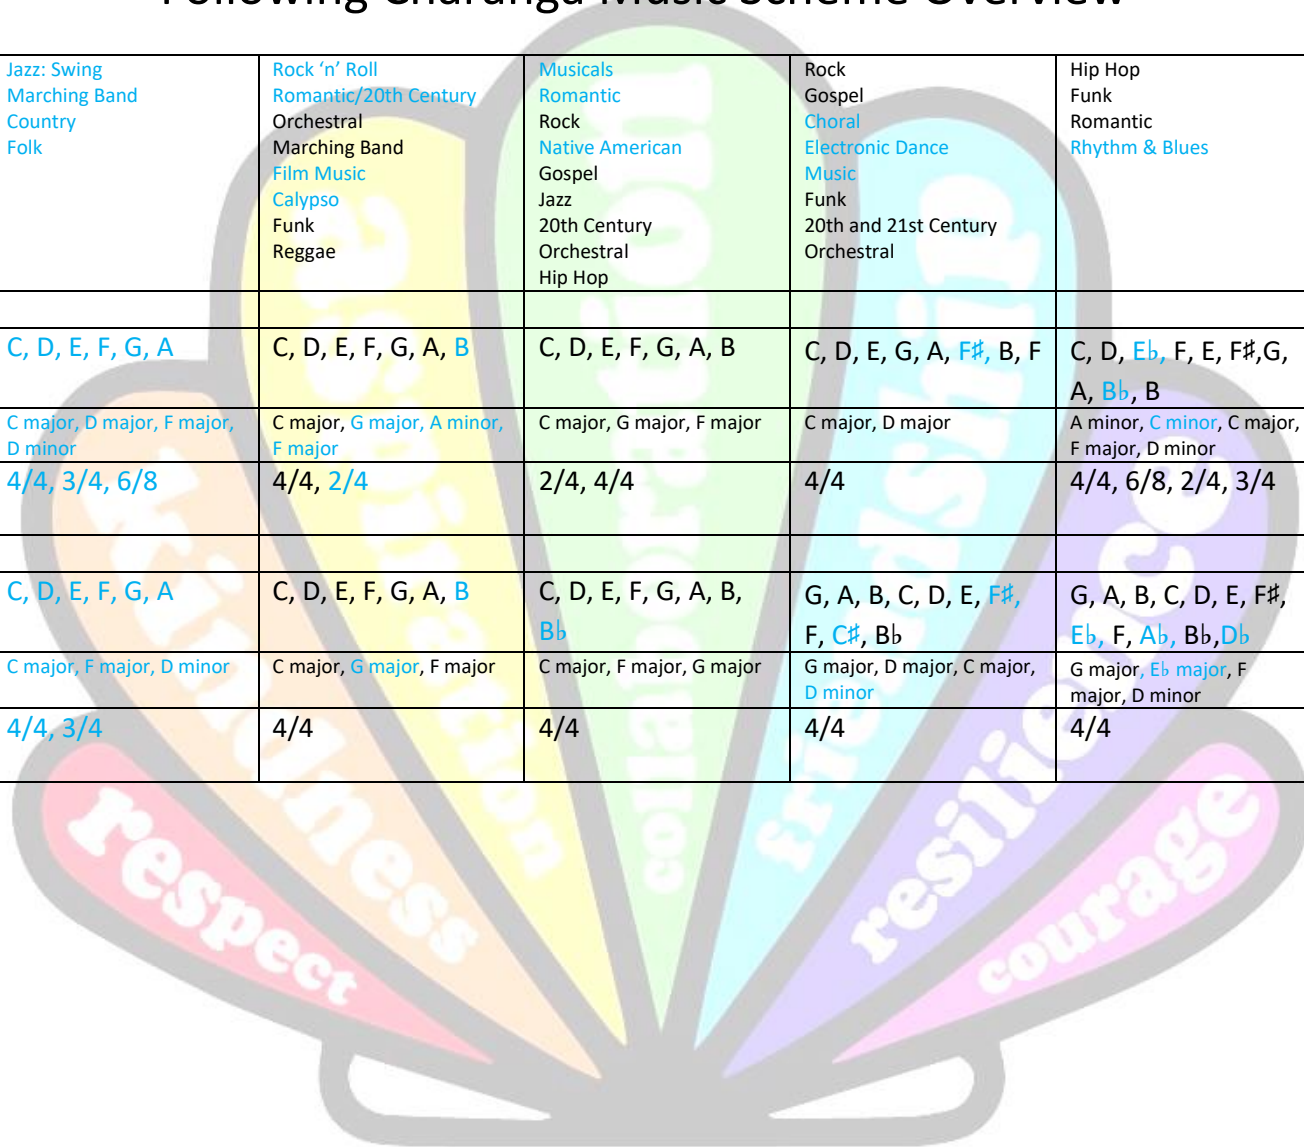 Following Charanga Music Scheme Overview
Jazz: Swing
Marching Band
Country
Folk
Rock ‘n’ Roll
Romantic/20th Century
Orchestral
Marching Band
Film Music
Calypso
Funk
Reggae
Musicals
Romantic
Rock
Native American
Gospel
Jazz
20th Century
Orchestral
Hip Hop
Rock
Gospel
Choral
Electronic Dance
Music
Funk
20th and 21st Century
Orchestral
Hip Hop
Funk
Romantic
Rhythm & Blues
C, D, E, F, G, A
C, D, E, F, G, A, B
C, D, E, F, G, A, B
C, D, E, G, A, F♯, B, F
C, D, E♭, F, E, F♯,G,
A, B♭, B
C major, D major, F major,
D minor
C major, G major, A minor,
F major
C major, G major, F major
C major, D major
A minor, C minor, C major,
F major, D minor
4/4, 3/4, 6/8
4/4, 2/4
2/4, 4/4
4/4
4/4, 6/8, 2/4, 3/4
C, D, E, F, G, A
C, D, E, F, G, A, B
C, D, E, F, G, A, B,
B♭
G, A, B, C, D, E, F♯,
F, C♯, B♭
G, A, B, C, D, E, F♯,
E♭, F, A♭, B♭,D♭
C major, F major, D minor
C major, G major, F major
C major, F major, G major
G major, D major, C major,
D minor
G major, E♭ major, F
major, D minor
4/4, 3/4
4/4
4/4
4/4
4/4
respect
kindness
aspiration
collaboration
friendship
resilience
courage